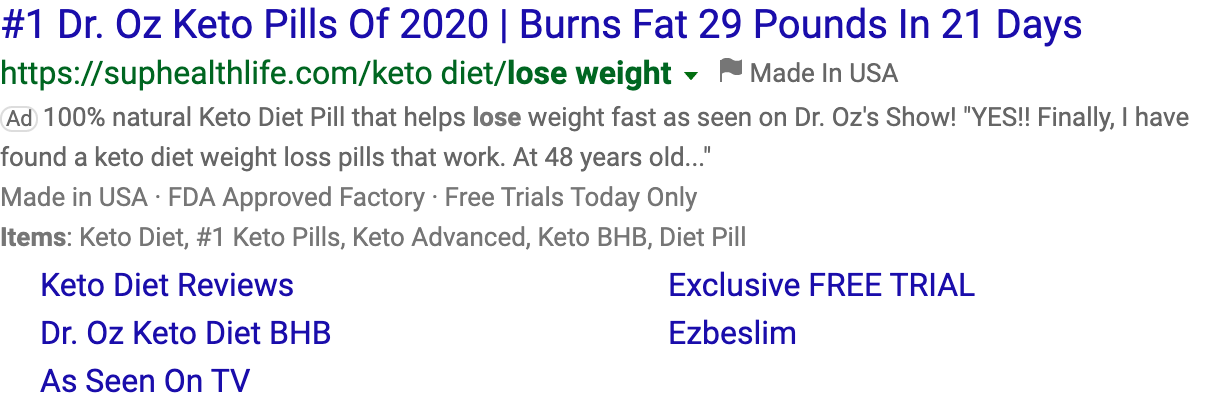 #1 Dr. Oz Keto Pills Of 2020 | Burns Fat 29 Pounds In 21 Days
https://suphealthlife.com/keto diet/lose weight ▾ Made In USA
Ad 100% natural Keto Diet Pill that helps lose weight fast as seen on Dr. Oz's Show! "YES!! Finally, I have
found a keto diet weight loss pills that work. At 48 years old..."
Made in USA · FDA Approved Factory · Free Trials Today Only
Items: Keto Diet, #1 Keto Pills, Keto Advanced, Keto BHB, Diet Pill
Keto Diet Reviews
Exclusive FREE TRIAL
Dr. Oz Keto Diet BHB
Ezbeslim
As Seen On TV